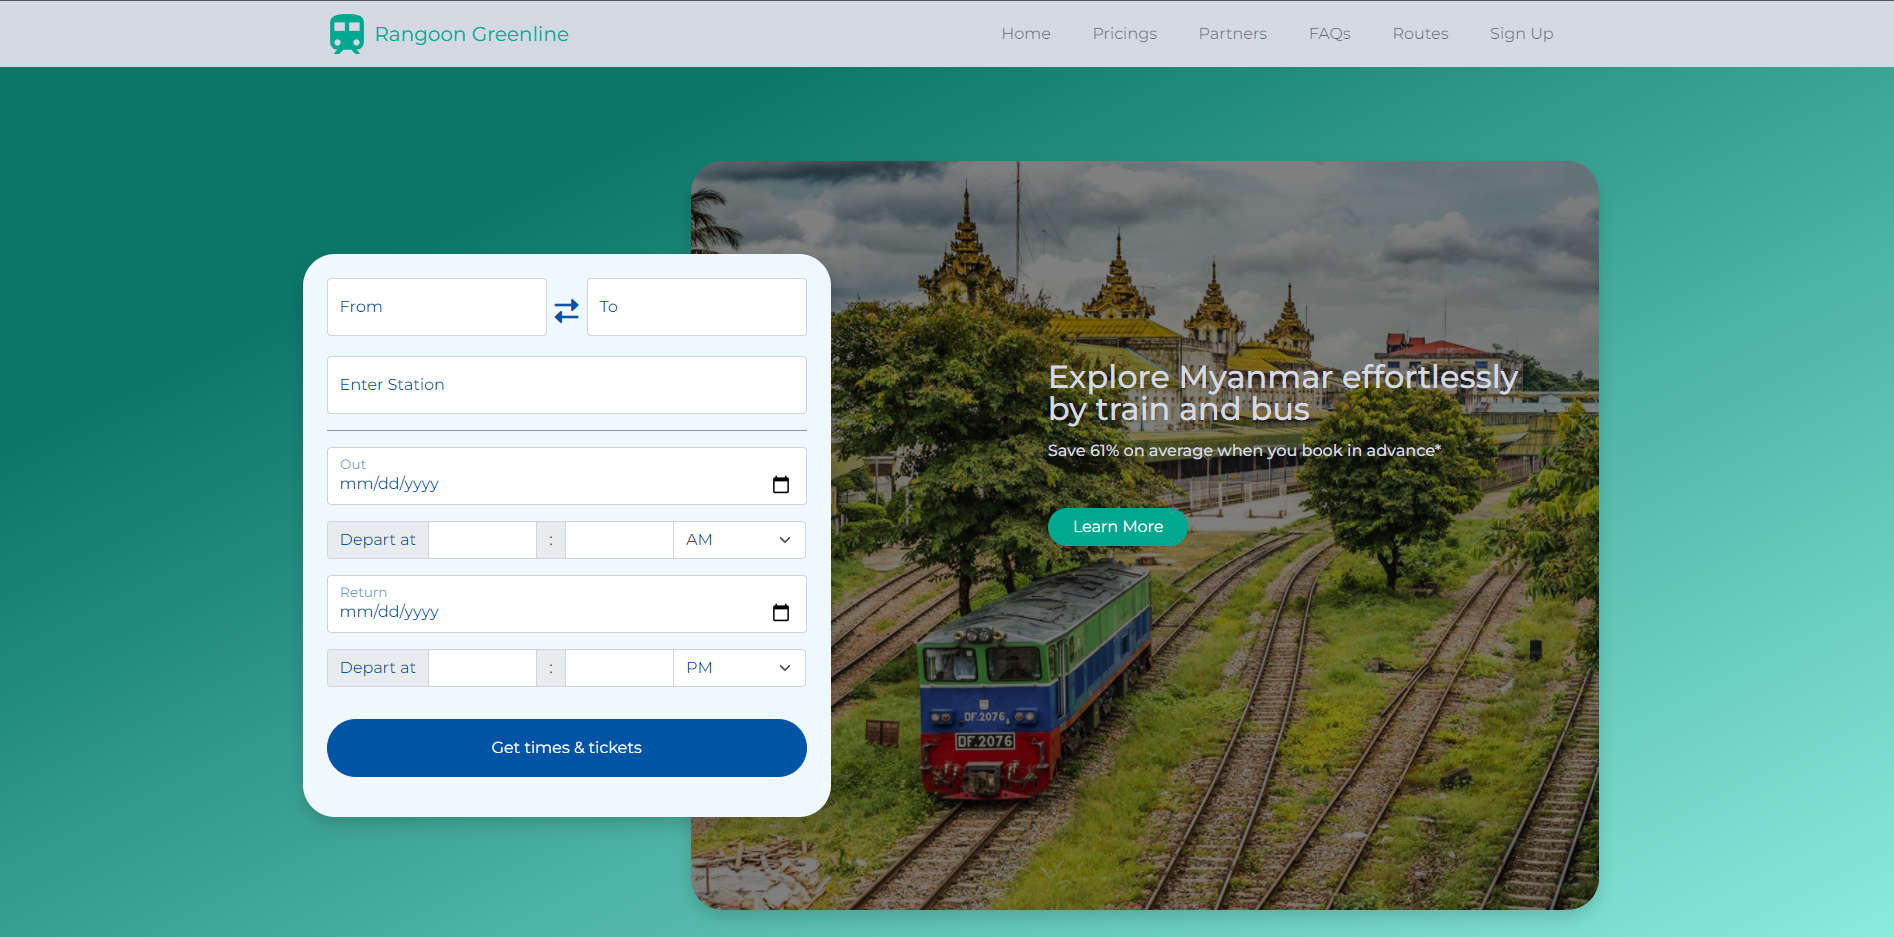 Rangoon Greenline
Home Pricings Partners FAQs Routes Sign Up
From
To
Enter Station
Out
mm/dd/yyyy
Depart at : AM
Return
mm/dd/yyyy
Depart at : PM
Get times & tickets
Explore Myanmar effortlessly
by train and bus
Save 61% on average when you book in advance*
Learn More
DF.2076
DF.2076